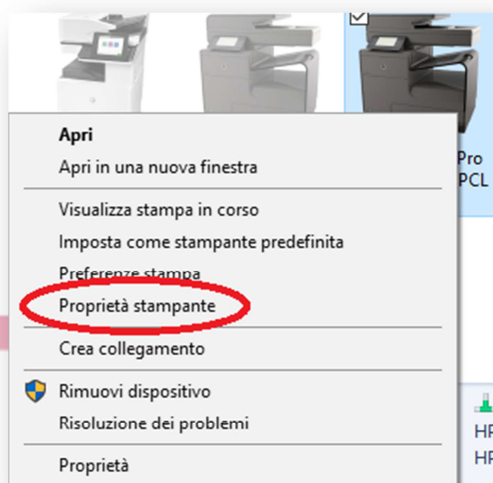 Pro
PCL
Apri
Apri in una nuova finestra
Visualizza stampa in corso
Imposta come stampante predefinita
Preferenze stampa
Proprietà stampante
Crea collegamento
Rimuovi dispositivo
Risoluzione dei problemi
Proprietà
HP
HP